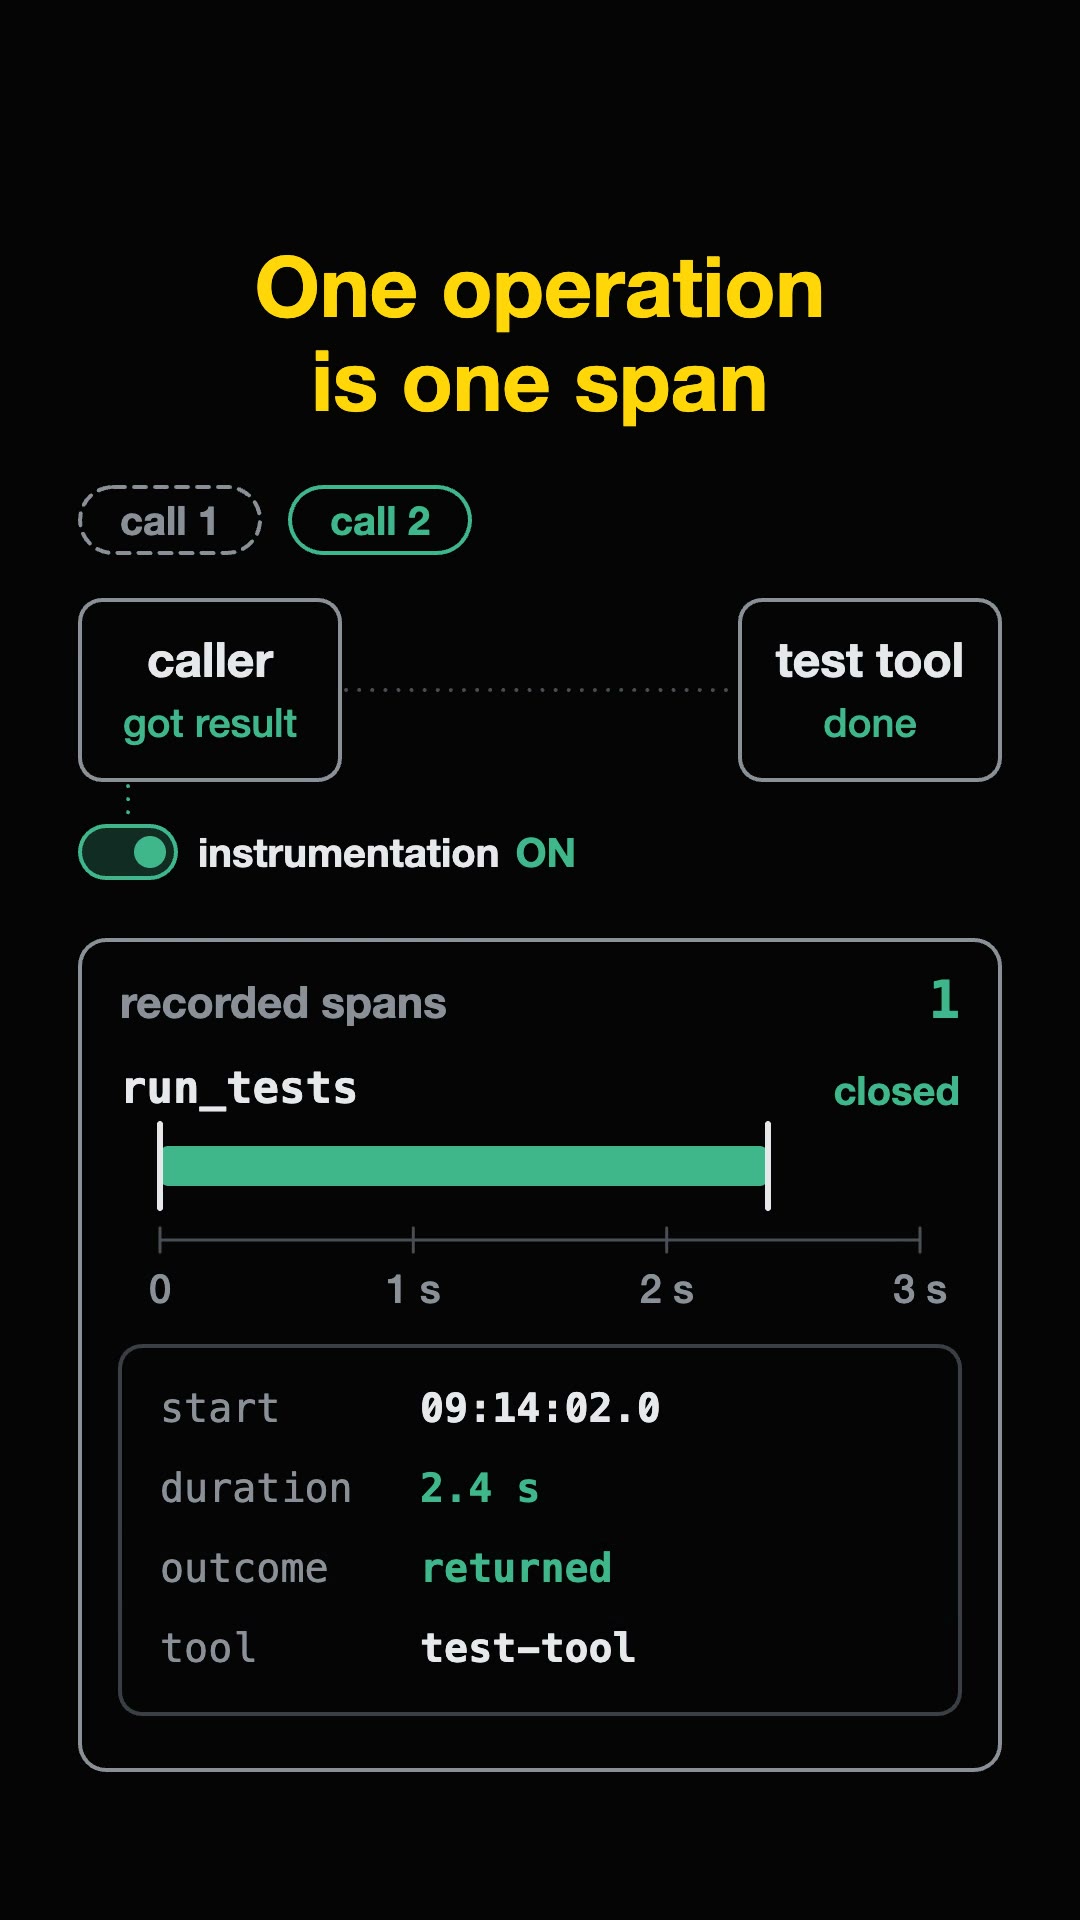 One operation
is one span
call 1 call 2
caller test tool
got result done
instrumentation ON
recorded spans 1
run_tests closed
0 1 s 2 s 3 s
start 09:14:02.0
duration 2.4 s
outcome returned
tool test-tool